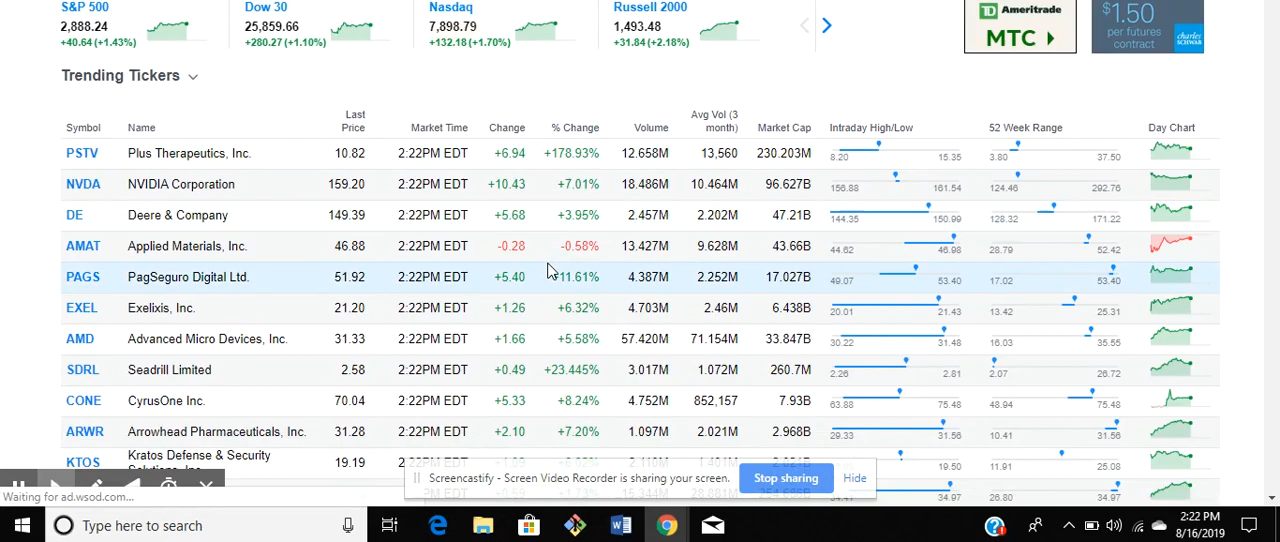 S&P 500 Dow 30 Nasdaq Russell 2000
2,888.24 25,859.66 7,898.79 1,493.48
+40.64 (+1.43%) +280.27 (+1.10%) +132.18 (+1.70%) +31.84 (+2.18%)
TD Ameritrade
MTC
$1.50
per futures
contract
charles
SCHWAB
Trending Tickers
Symbol Name Last Price Market Time Change % Change Volume Avg Vol (3 month) Market Cap Intraday High/Low 52 Week Range Day Chart
PSTV Plus Therapeutics, Inc. 10.82 2:22PM EDT +6.94 +178.93% 12.658M 13,560 230.203M 8.20 15.35 3.80 37.50
NVDA NVIDIA Corporation 159.20 2:22PM EDT +10.43 +7.01% 18.486M 10.464M 96.627B 156.88 161.54 124.46 292.76
DE Deere & Company 149.39 2:22PM EDT +5.68 +3.95% 2.457M 2.202M 47.21B 144.35 150.99 128.32 171.22
AMAT Applied Materials, Inc. 46.88 2:22PM EDT -0.28 -0.58% 13.427M 9.628M 43.66B 44.62 46.98 28.79 52.42
PAGS PagSeguro Digital Ltd. 51.92 2:22PM EDT +5.40 11.61% 4.387M 2.252M 17.027B 49.07 53.40 17.02 53.40
EXEL Exelixis, Inc. 21.20 2:22PM EDT +1.26 +6.32% 4.703M 2.46M 6.438B 20.01 21.43 13.42 25.31
AMD Advanced Micro Devices, Inc. 31.33 2:22PM EDT +1.66 +5.58% 57.420M 71.154M 33.847B 30.22 31.48 16.03 35.55
SDRL Seadrill Limited 2.58 2:22PM EDT +0.49 +23.445% 3.017M 1.072M 260.7M 2.26 2.81 2.07 26.72
CONE CyrusOne Inc. 70.04 2:22PM EDT +5.33 +8.24% 4.752M 852,157 7.93B 63.88 75.48 48.94 75.48
ARWR Arrowhead Pharmaceuticals, Inc. 31.28 2:22PM EDT +2.10 +7.20% 1.097M 2.021M 2.968B 29.33 31.56 10.41 31.56
KTOS Kratos Defense & Security 19.19 19.50 11.91 25.08
34.97 26.80 34.97
Screencastify - Screen Video Recorder is sharing your screen. Stop sharing Hide
Waiting for ad.wsod.com...
Type here to search
2:22 PM
8/16/2019